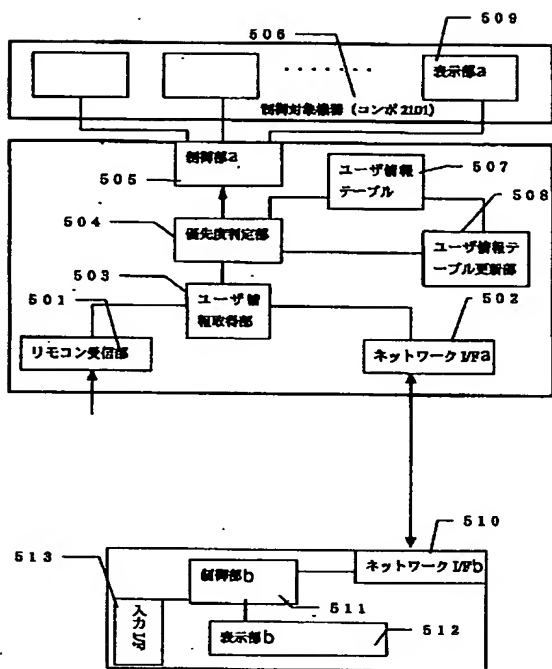 506
509
表示部a
制御対象機器（コンポ2101）
制御部a
505
ユーザ情報
テーブル
507
508
504
優先度判定部
ユーザ情報テ
ーブル更新部
503
501
ユーザ情
報取得部
502
リモコン受信部
ネットワークI/Fa
510
513
制御部b
ネットワークI/Fb
511
入力I/F
表示部b
512